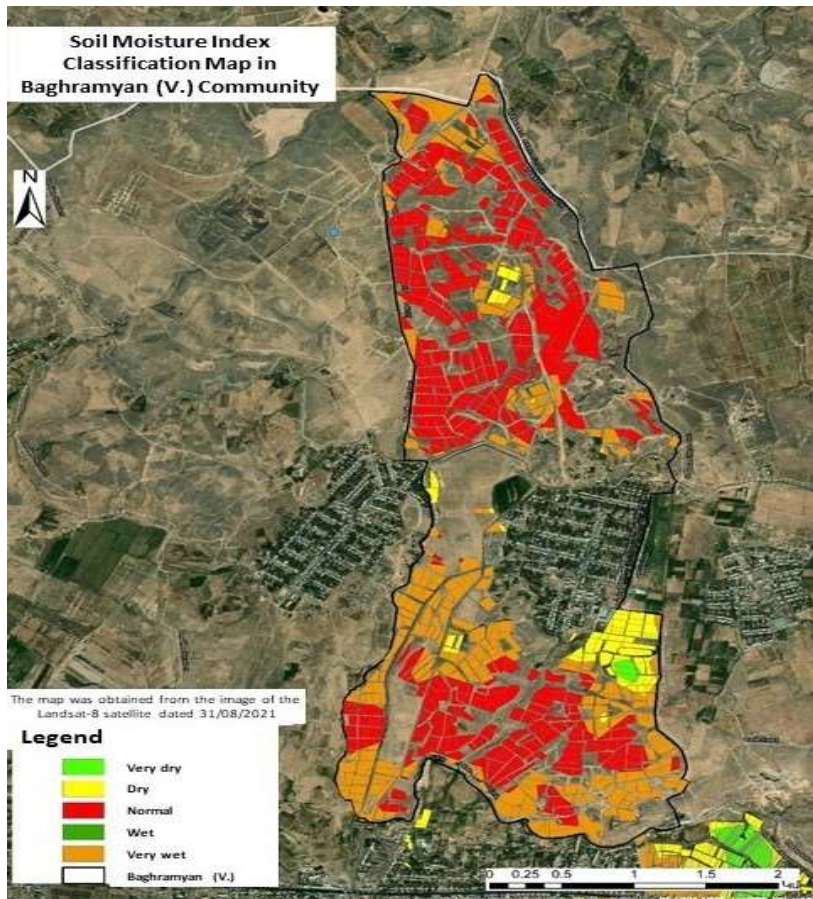 Soil Moisture Index
Classification Map in
Baghramyan (V.) Community
N
The map was obtained from the image of the
Landsat-8 satellite dated 31/08/2021
Legend
Very dry
Dry
Normal
Wet
Very wet
Baghramyan (V.)
0 0.25 0.5 1 1.5 2